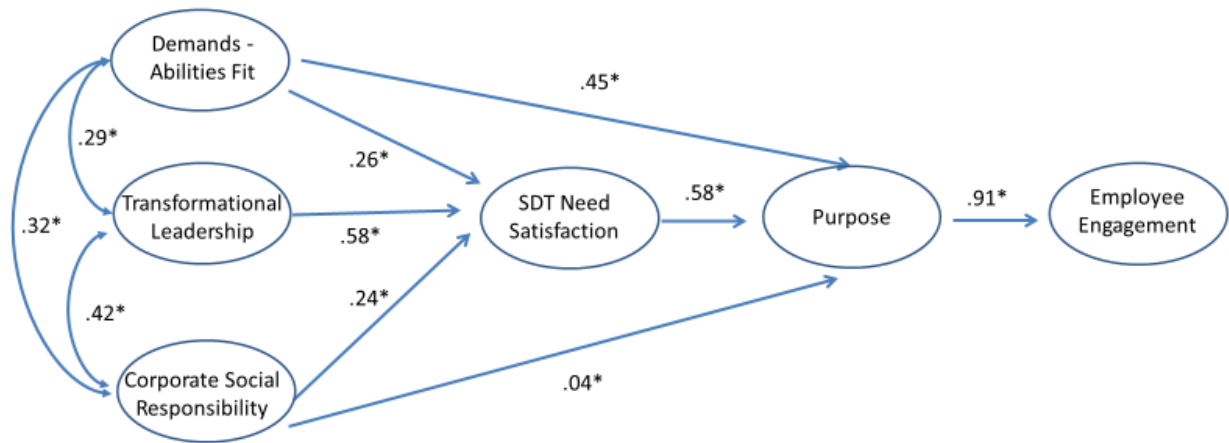 Demands -
Abilities Fit
.45*
.29*
.26*
Transformational
Leadership
SDT Need
Satisfaction
.58*
Purpose
.91*
Employee
Engagement
.32*
.58*
.24*
.42*
Corporate Social
Responsibility
.04*